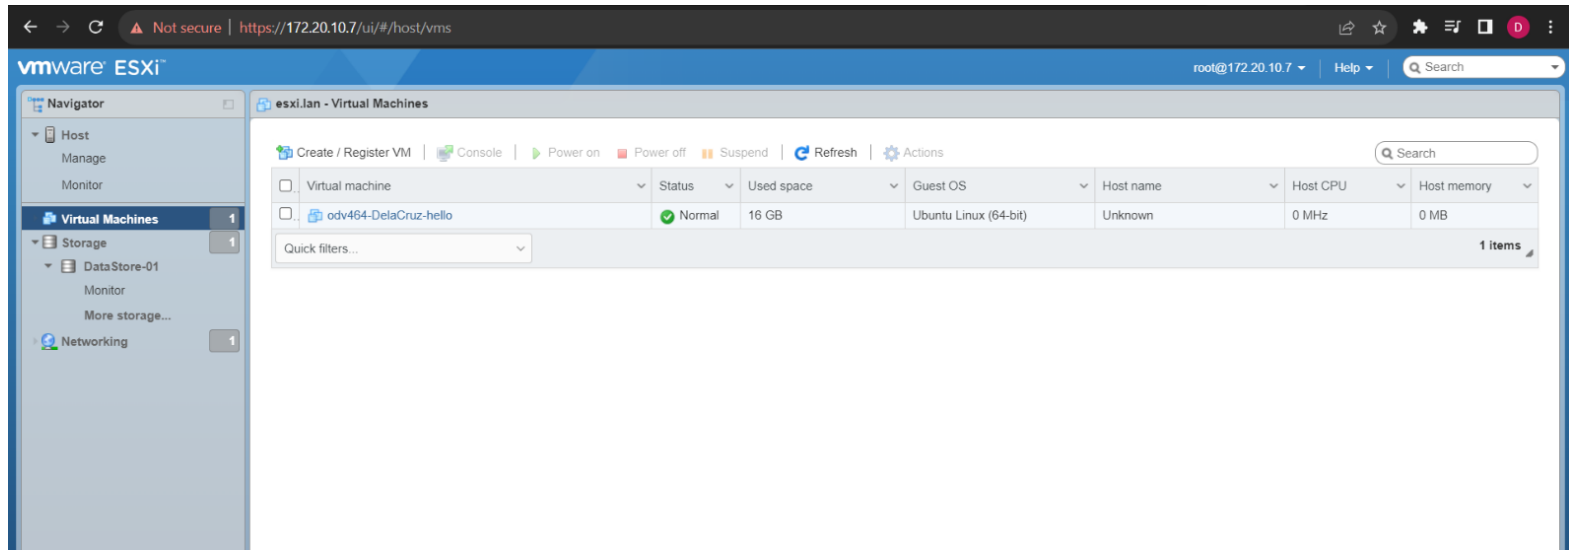 Not secure | https://172.20.10.7/ui/#/host/vms D
vmware ESXi™ root@172.20.10.7 Help Search
Navigator
Host
Manage
Monitor
Virtual Machines 1
Storage 1
DataStore-01
Monitor
More storage...
Networking 1
esxi.lan - Virtual Machines
Create / Register VM | Console | Power on Power off Suspend | Refresh | Actions Search
Virtual machine Status Used space Guest OS Host name Host CPU Host memory
odv464-DelaCruz-hello Normal 16 GB Ubuntu Linux (64-bit) Unknown 0 MHz 0 MB
Quick filters... 1 items